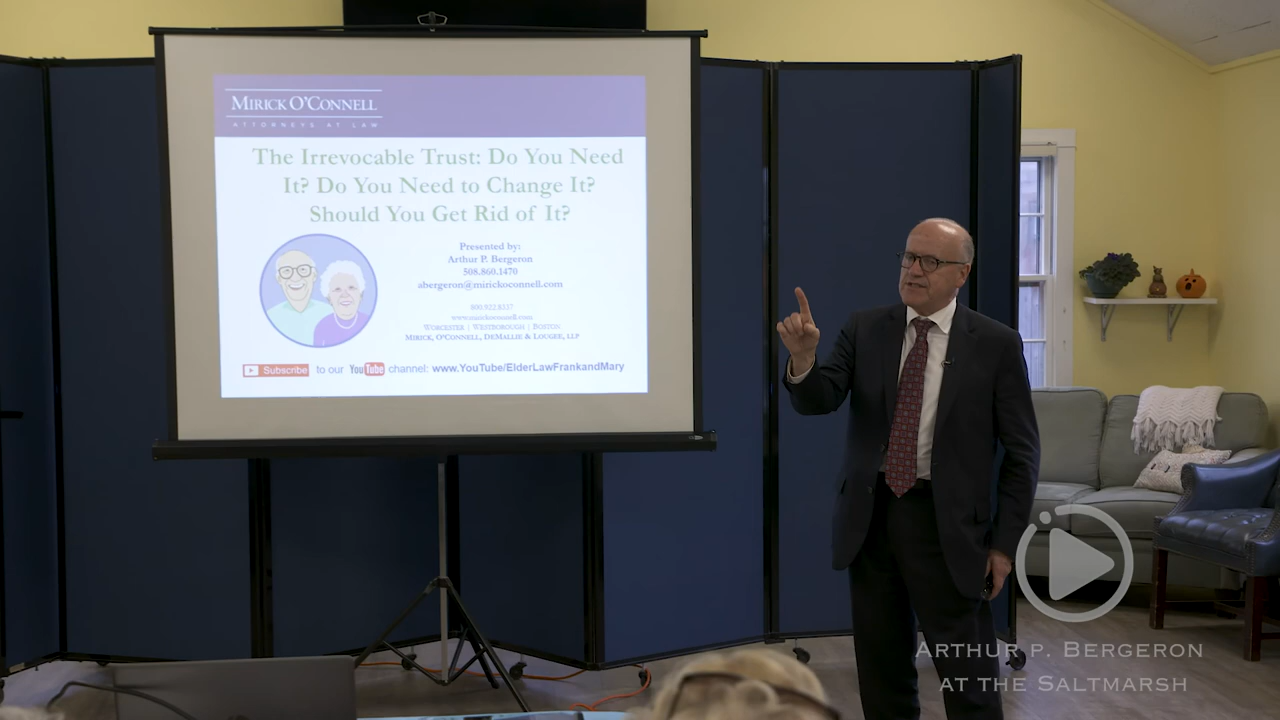 MIRICK O'CONNELL
ATTORNEYS AT LAW
The Irrevocable Trust: Do You Need
It? Do You Need to Change It?
Should You Get Rid of It?
Presented by:
Arthur P. Bergeron
508.860.1470
abergeron@mirickoconnell.com
800.922.8337
www.mirickoconnell.com
WORCESTER | WESTBOROUGH | BOSTON
MIRICK, O'CONNELL, DEMALLIE & LOUGEE, LLP
Subscribe to our YouTube channel: www.YouTube/ElderLawFrankandMary
ARTHUR P. BERGERON
AT THE SALTMARSH